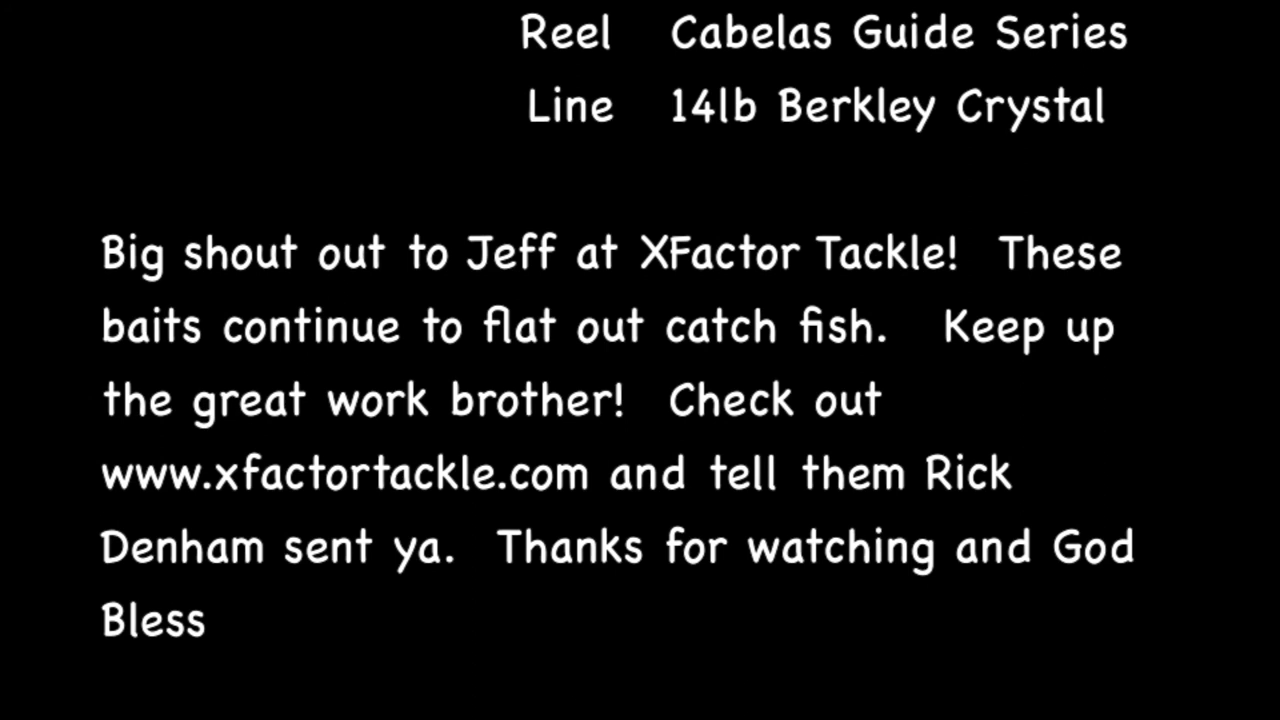 Reel Cabelas Guide Series
Line 14lb Berkley Crystal
Big shout out to Jeff at XFactor Tackle! These
baits continue to flat out catch fish. Keep up
the great work brother! Check out
www.xfactortackle.com and tell them Rick
Denham sent ya. Thanks for watching and God
Bless